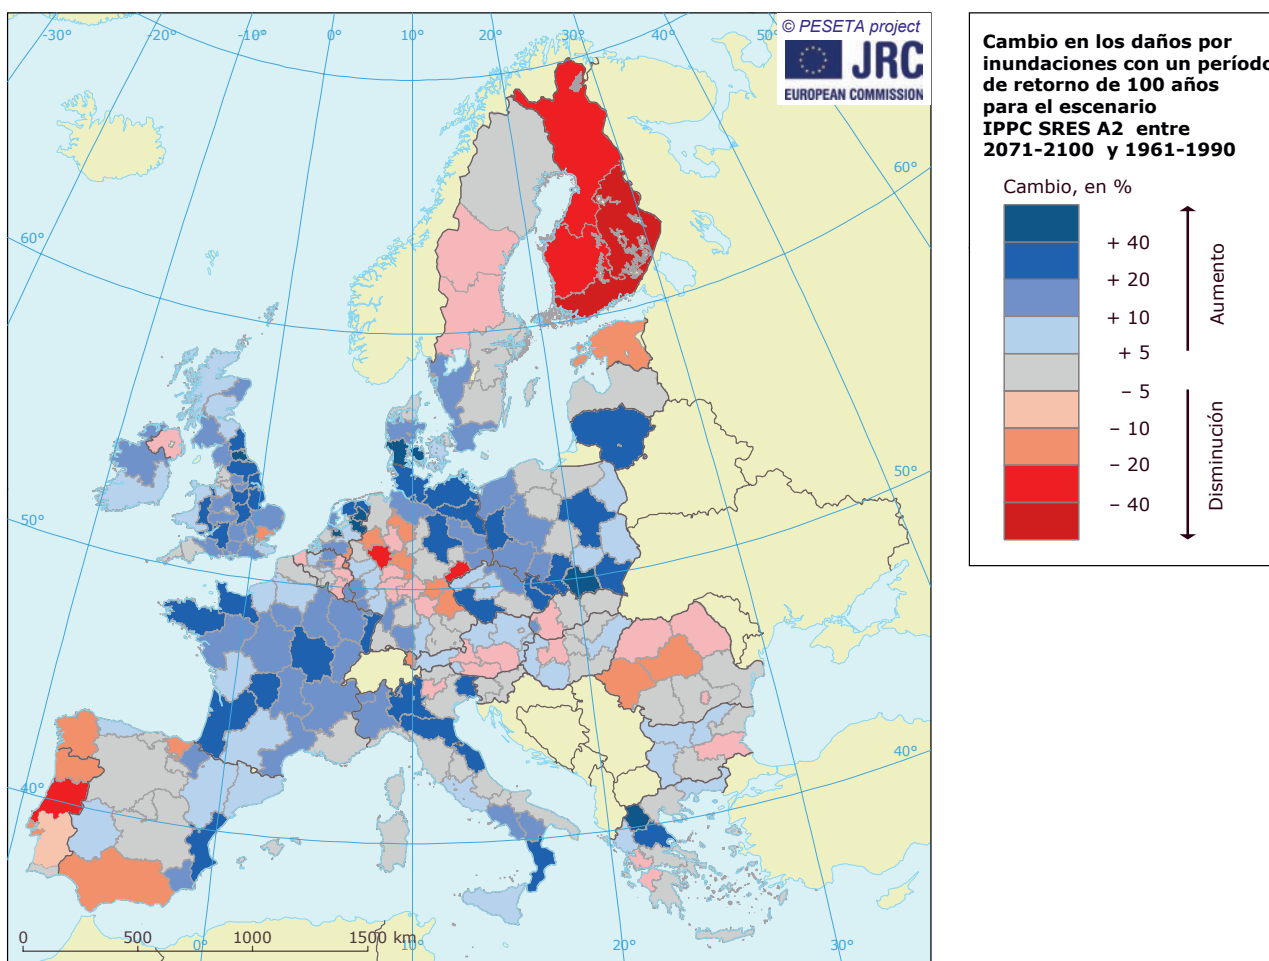 © PESETA project
JRC
EUROPEAN COMMISSION
-30°
-20°
-10°
0°
10°
20°
30°
40°
50°
60°
60°
50°
40°
60°
50°
40°
0
500
1000
1500 km
0°
10°
20°
30°
Cambio en los daños por
inundaciones con un período
de retorno de 100 años
para el escenario
IPPC SRES A2 entre
2071-2100 y 1961-1990
Cambio, en %
+ 40
+ 20
+ 10
+ 5
– 5
– 10
– 20
– 40
Aumento
Disminución